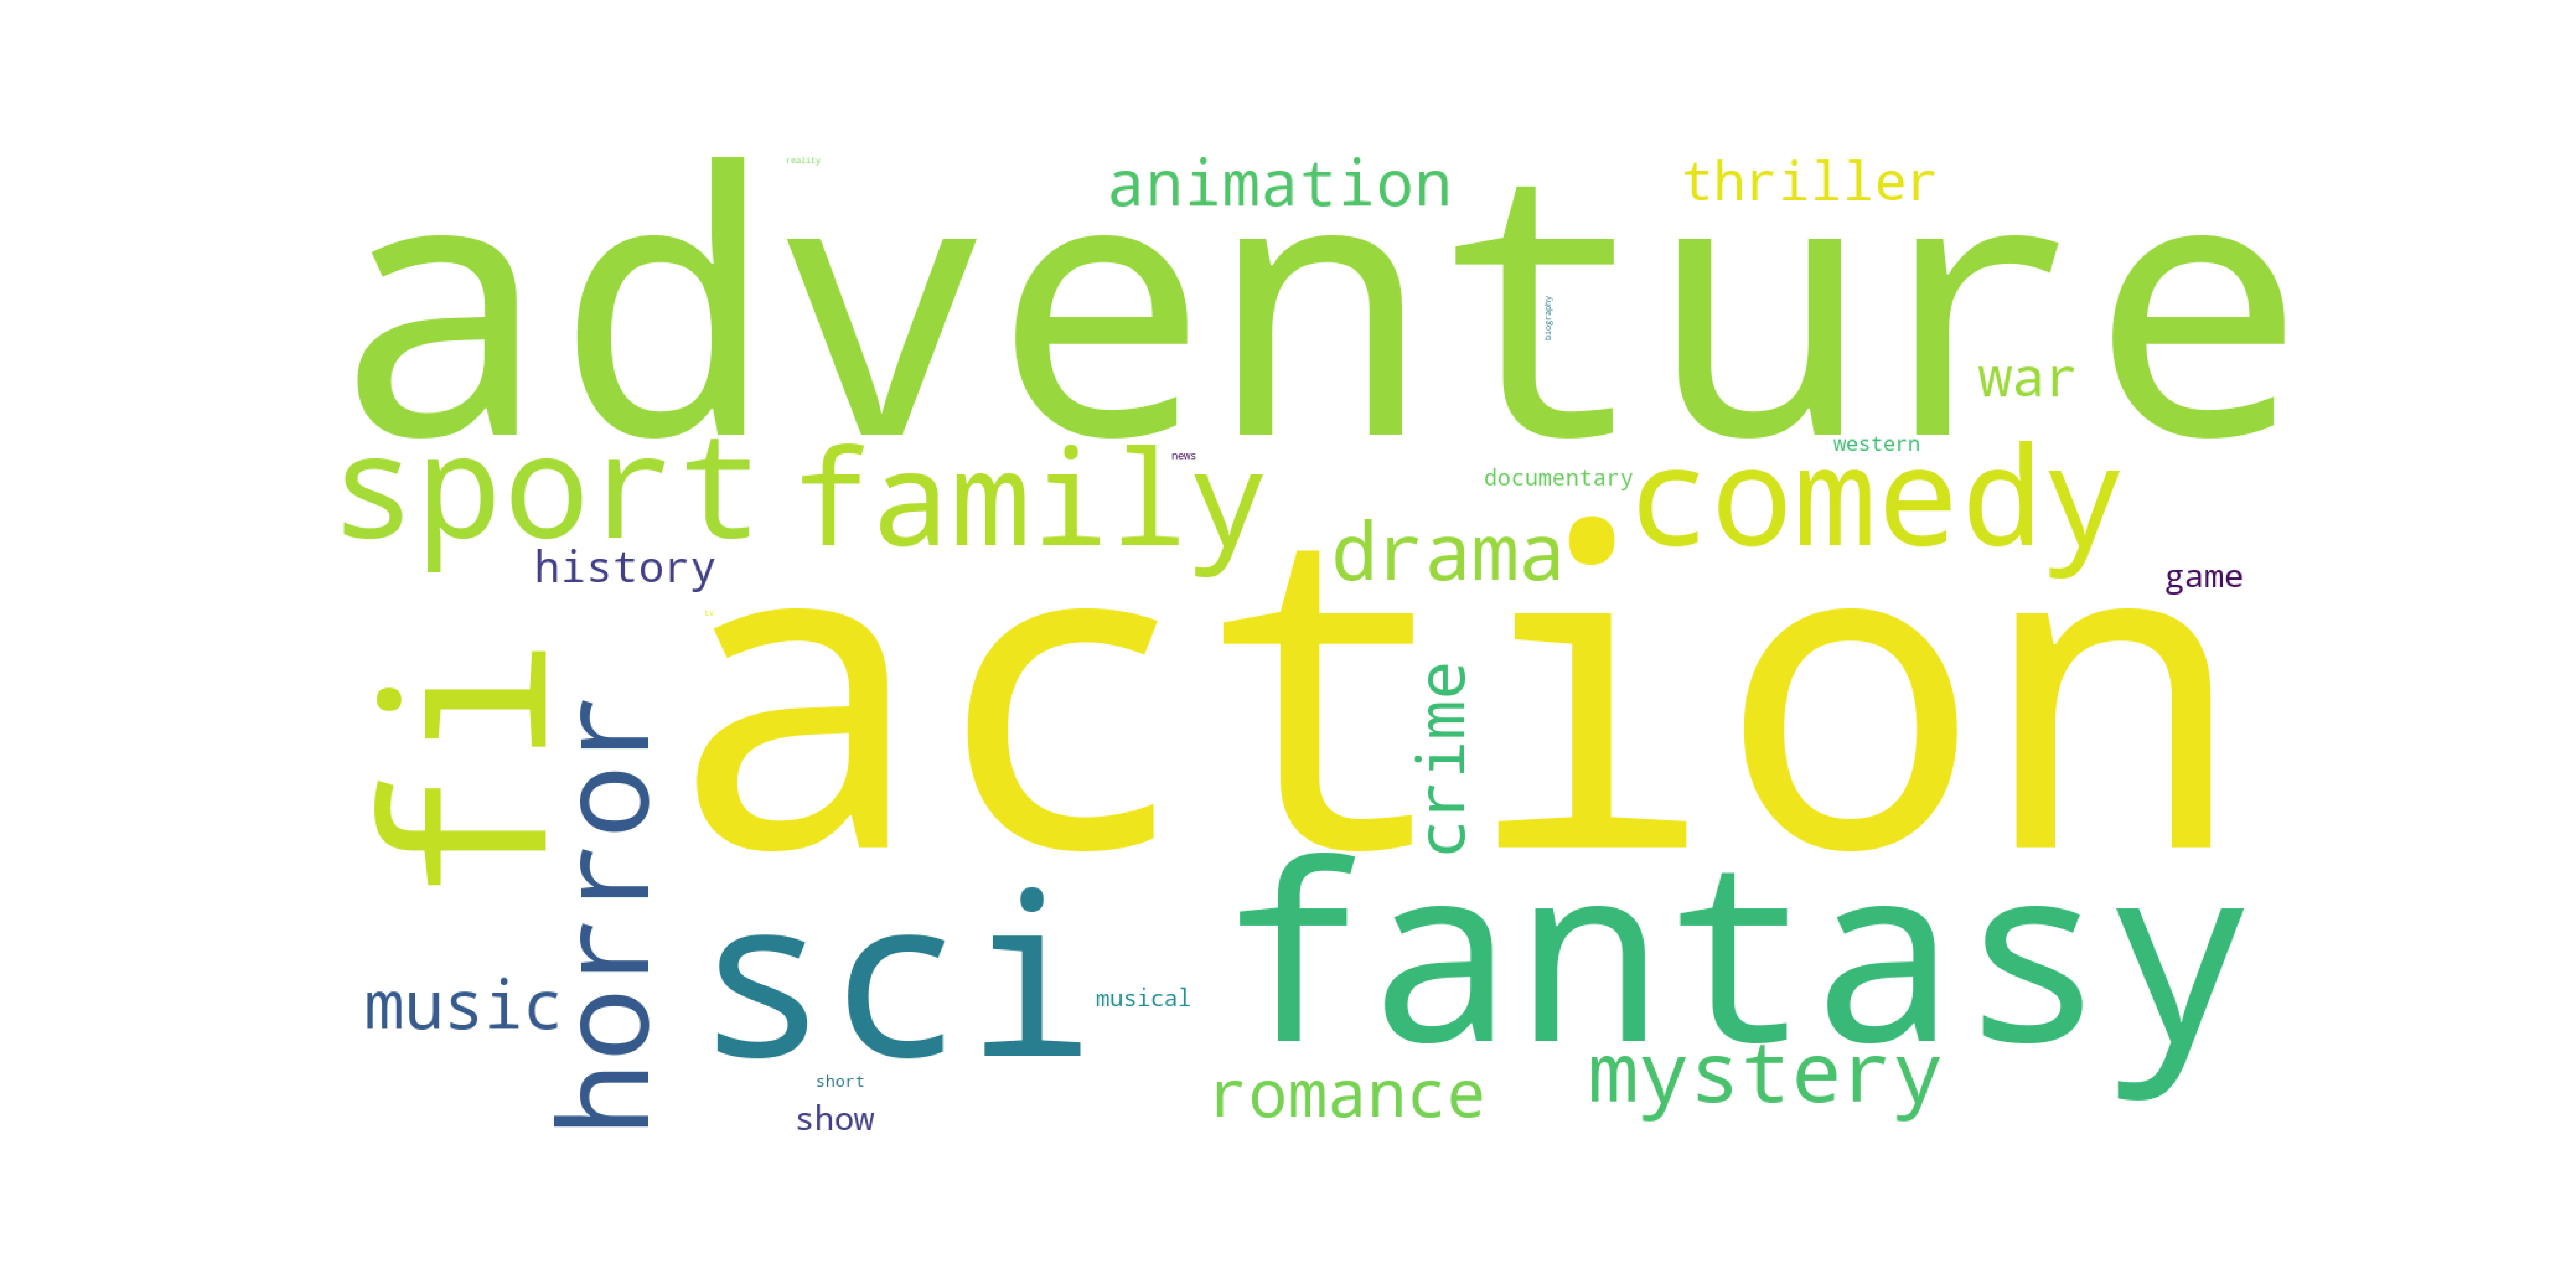 reality
animation
thriller
adventure
biography
war
sport
family
news
documentary
western
comedy
history
drama
game
tv
action
fi
horror
crime
sci
fantasy
music
musical
short
show
romance
mystery